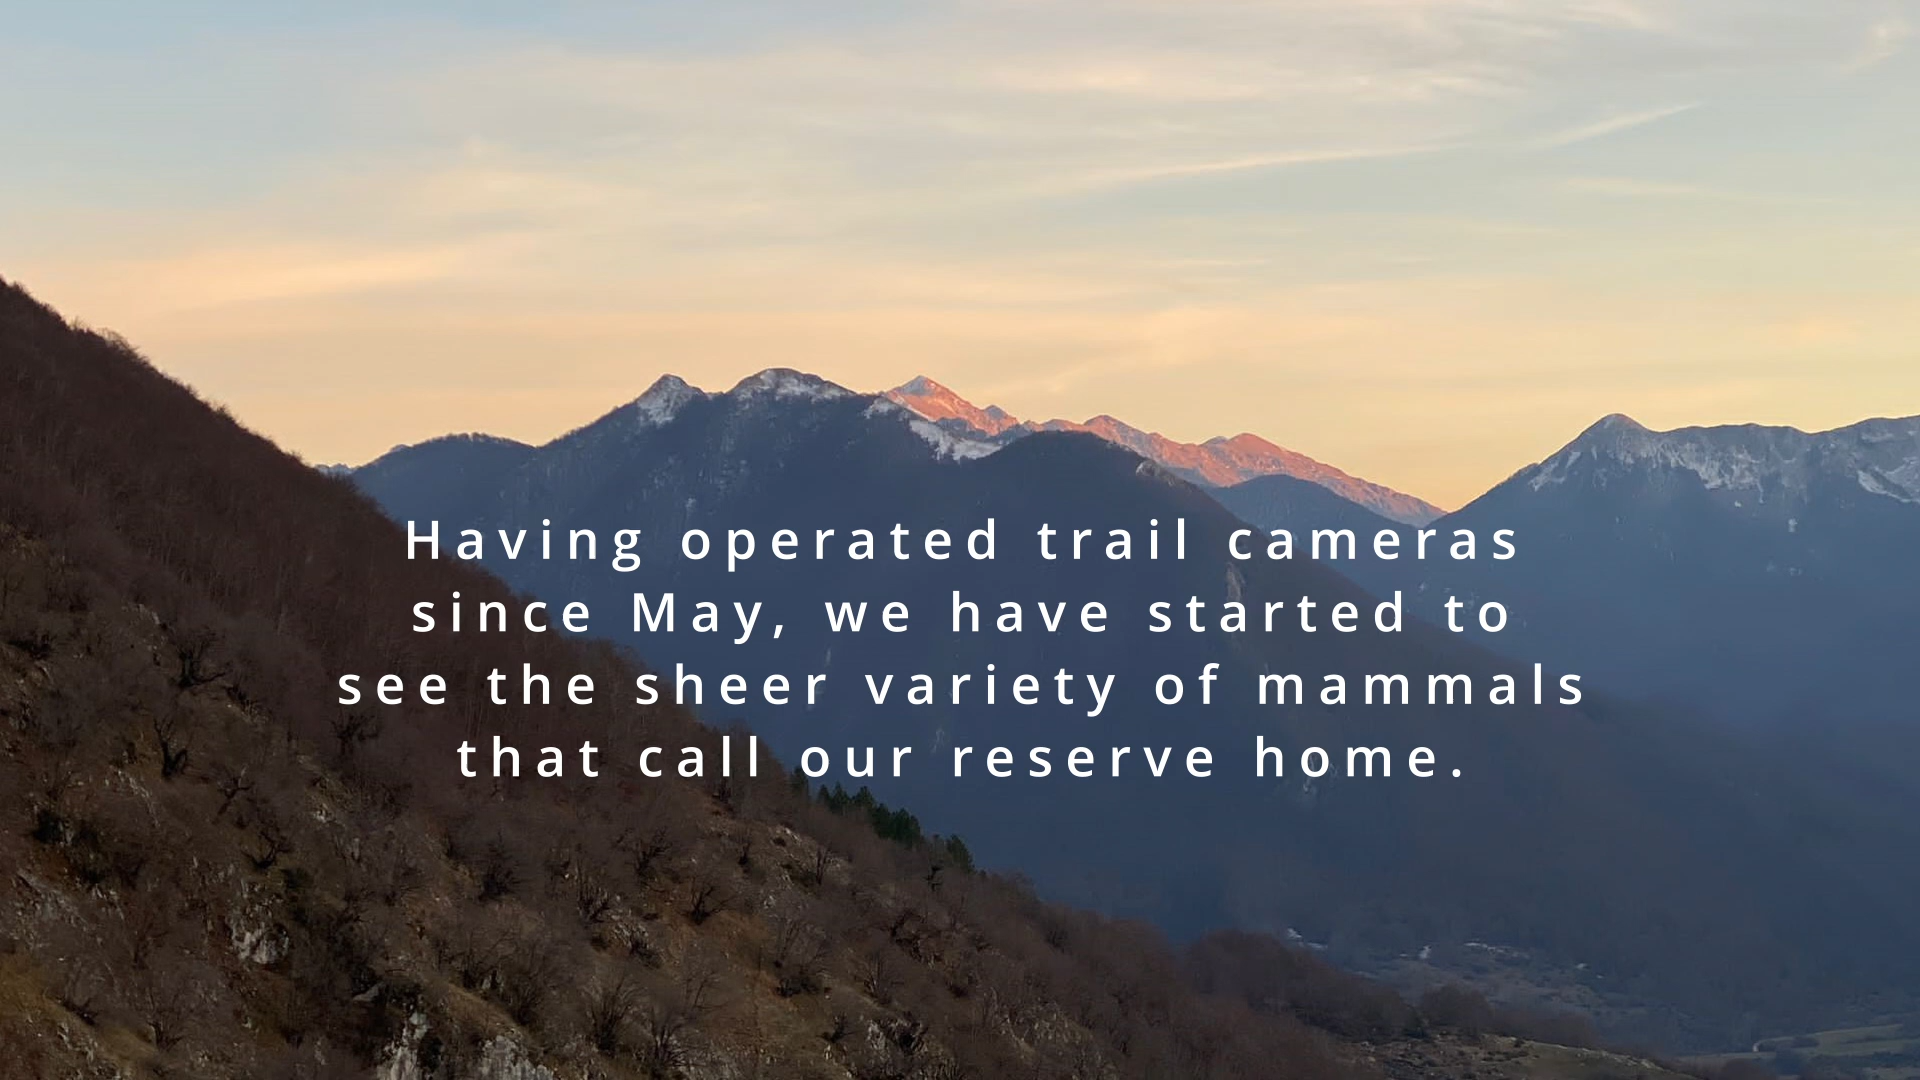 Having operated trail cameras
since May, we have started to
see the sheer variety of mammals
that call our reserve home.